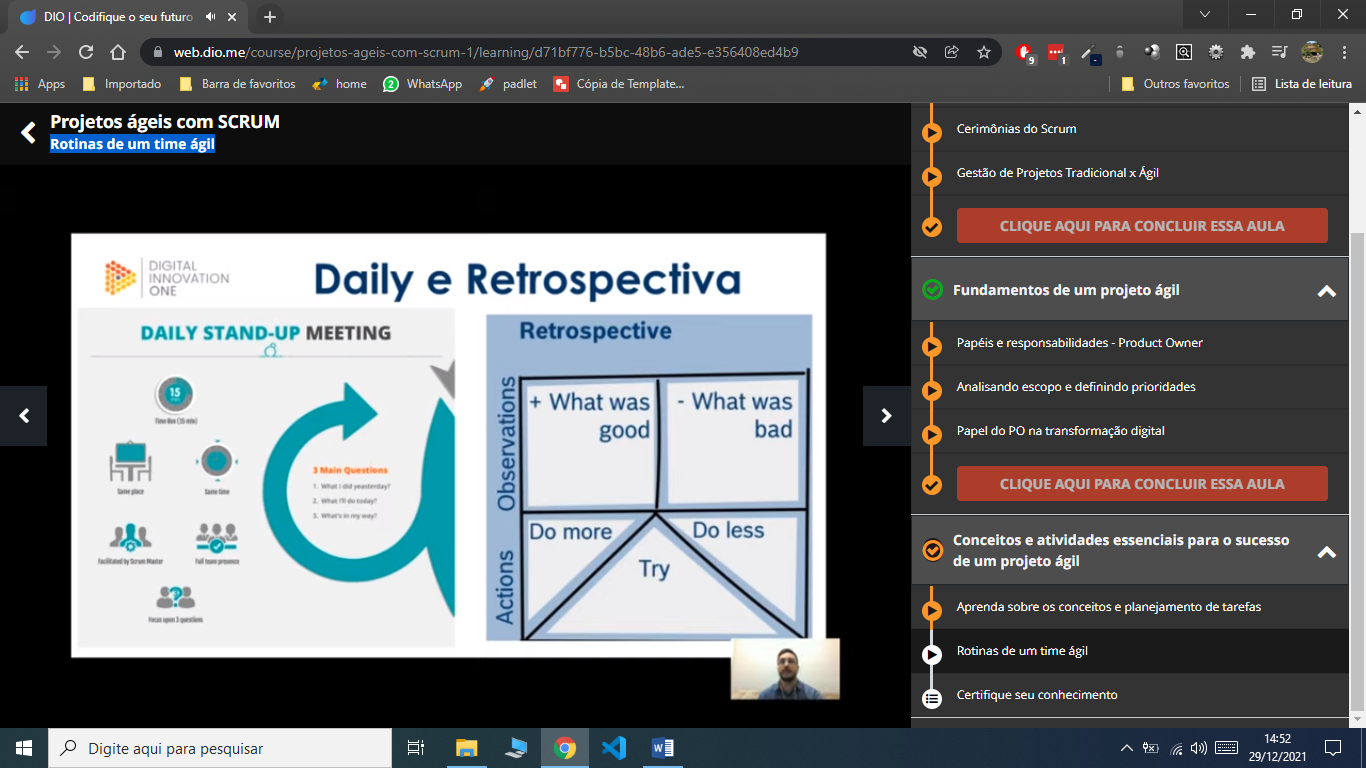 DIO | Codifique o seu futuro
web.dio.me/course/projetos-ageis-com-scrum-1/learning/d71bf776-b5bc-48b6-ade5-e356408ed4b9
9
1
Apps
Importado
Barra de favoritos
home
2
WhatsApp
padlet
Cópia de Template...
Outros favoritos
Lista de leitura
Projetos ágeis com SCRUM
Rotinas de um time ágil
DIGITAL
INNOVATION
ONE
Daily e Retrospectiva
DAILY STAND-UP MEETING
15
Time Box (15 min)
Same place
Same time
Facilitated by Scrum Master
Full team presence
Focus upon 3 questions
3 Main Questions
1. What I did yeasterday?
2. What I'll do today?
3. What's in my way?
Retrospective
Observations
+ What was
good
- What was
bad
Actions
Do more
Try
Do less
Cerimônias do Scrum
Gestão de Projetos Tradicional x Ágil
CLIQUE AQUI PARA CONCLUIR ESSA AULA
Fundamentos de um projeto ágil
Papéis e responsabilidades - Product Owner
Analisando escopo e definindo prioridades
Papel do PO na transformação digital
CLIQUE AQUI PARA CONCLUIR ESSA AULA
Conceitos e atividades essenciais para o sucesso
de um projeto ágil
Aprenda sobre os conceitos e planejamento de tarefas
Rotinas de um time ágil
Certifique seu conhecimento
Digite aqui para pesquisar
14:52
29/12/2021